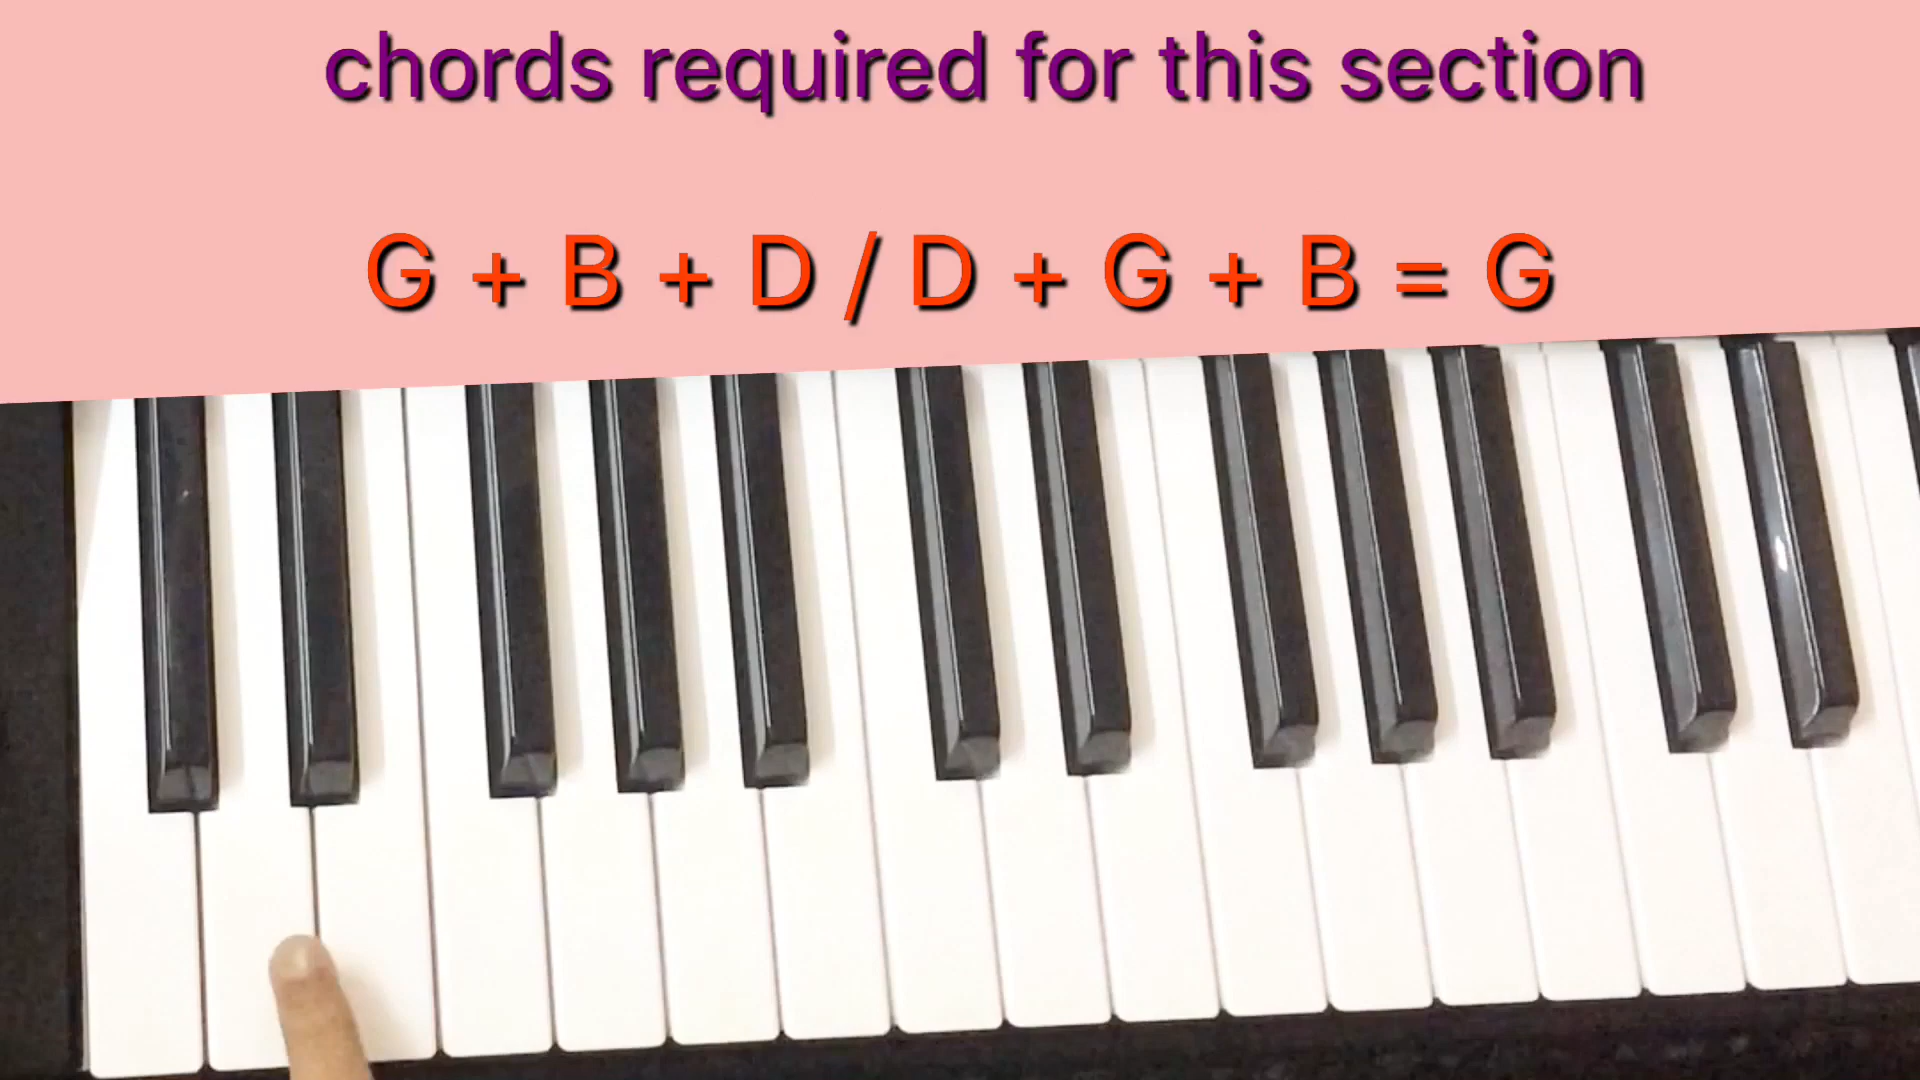 chords required for this section
G + B + D / D + G + B = G